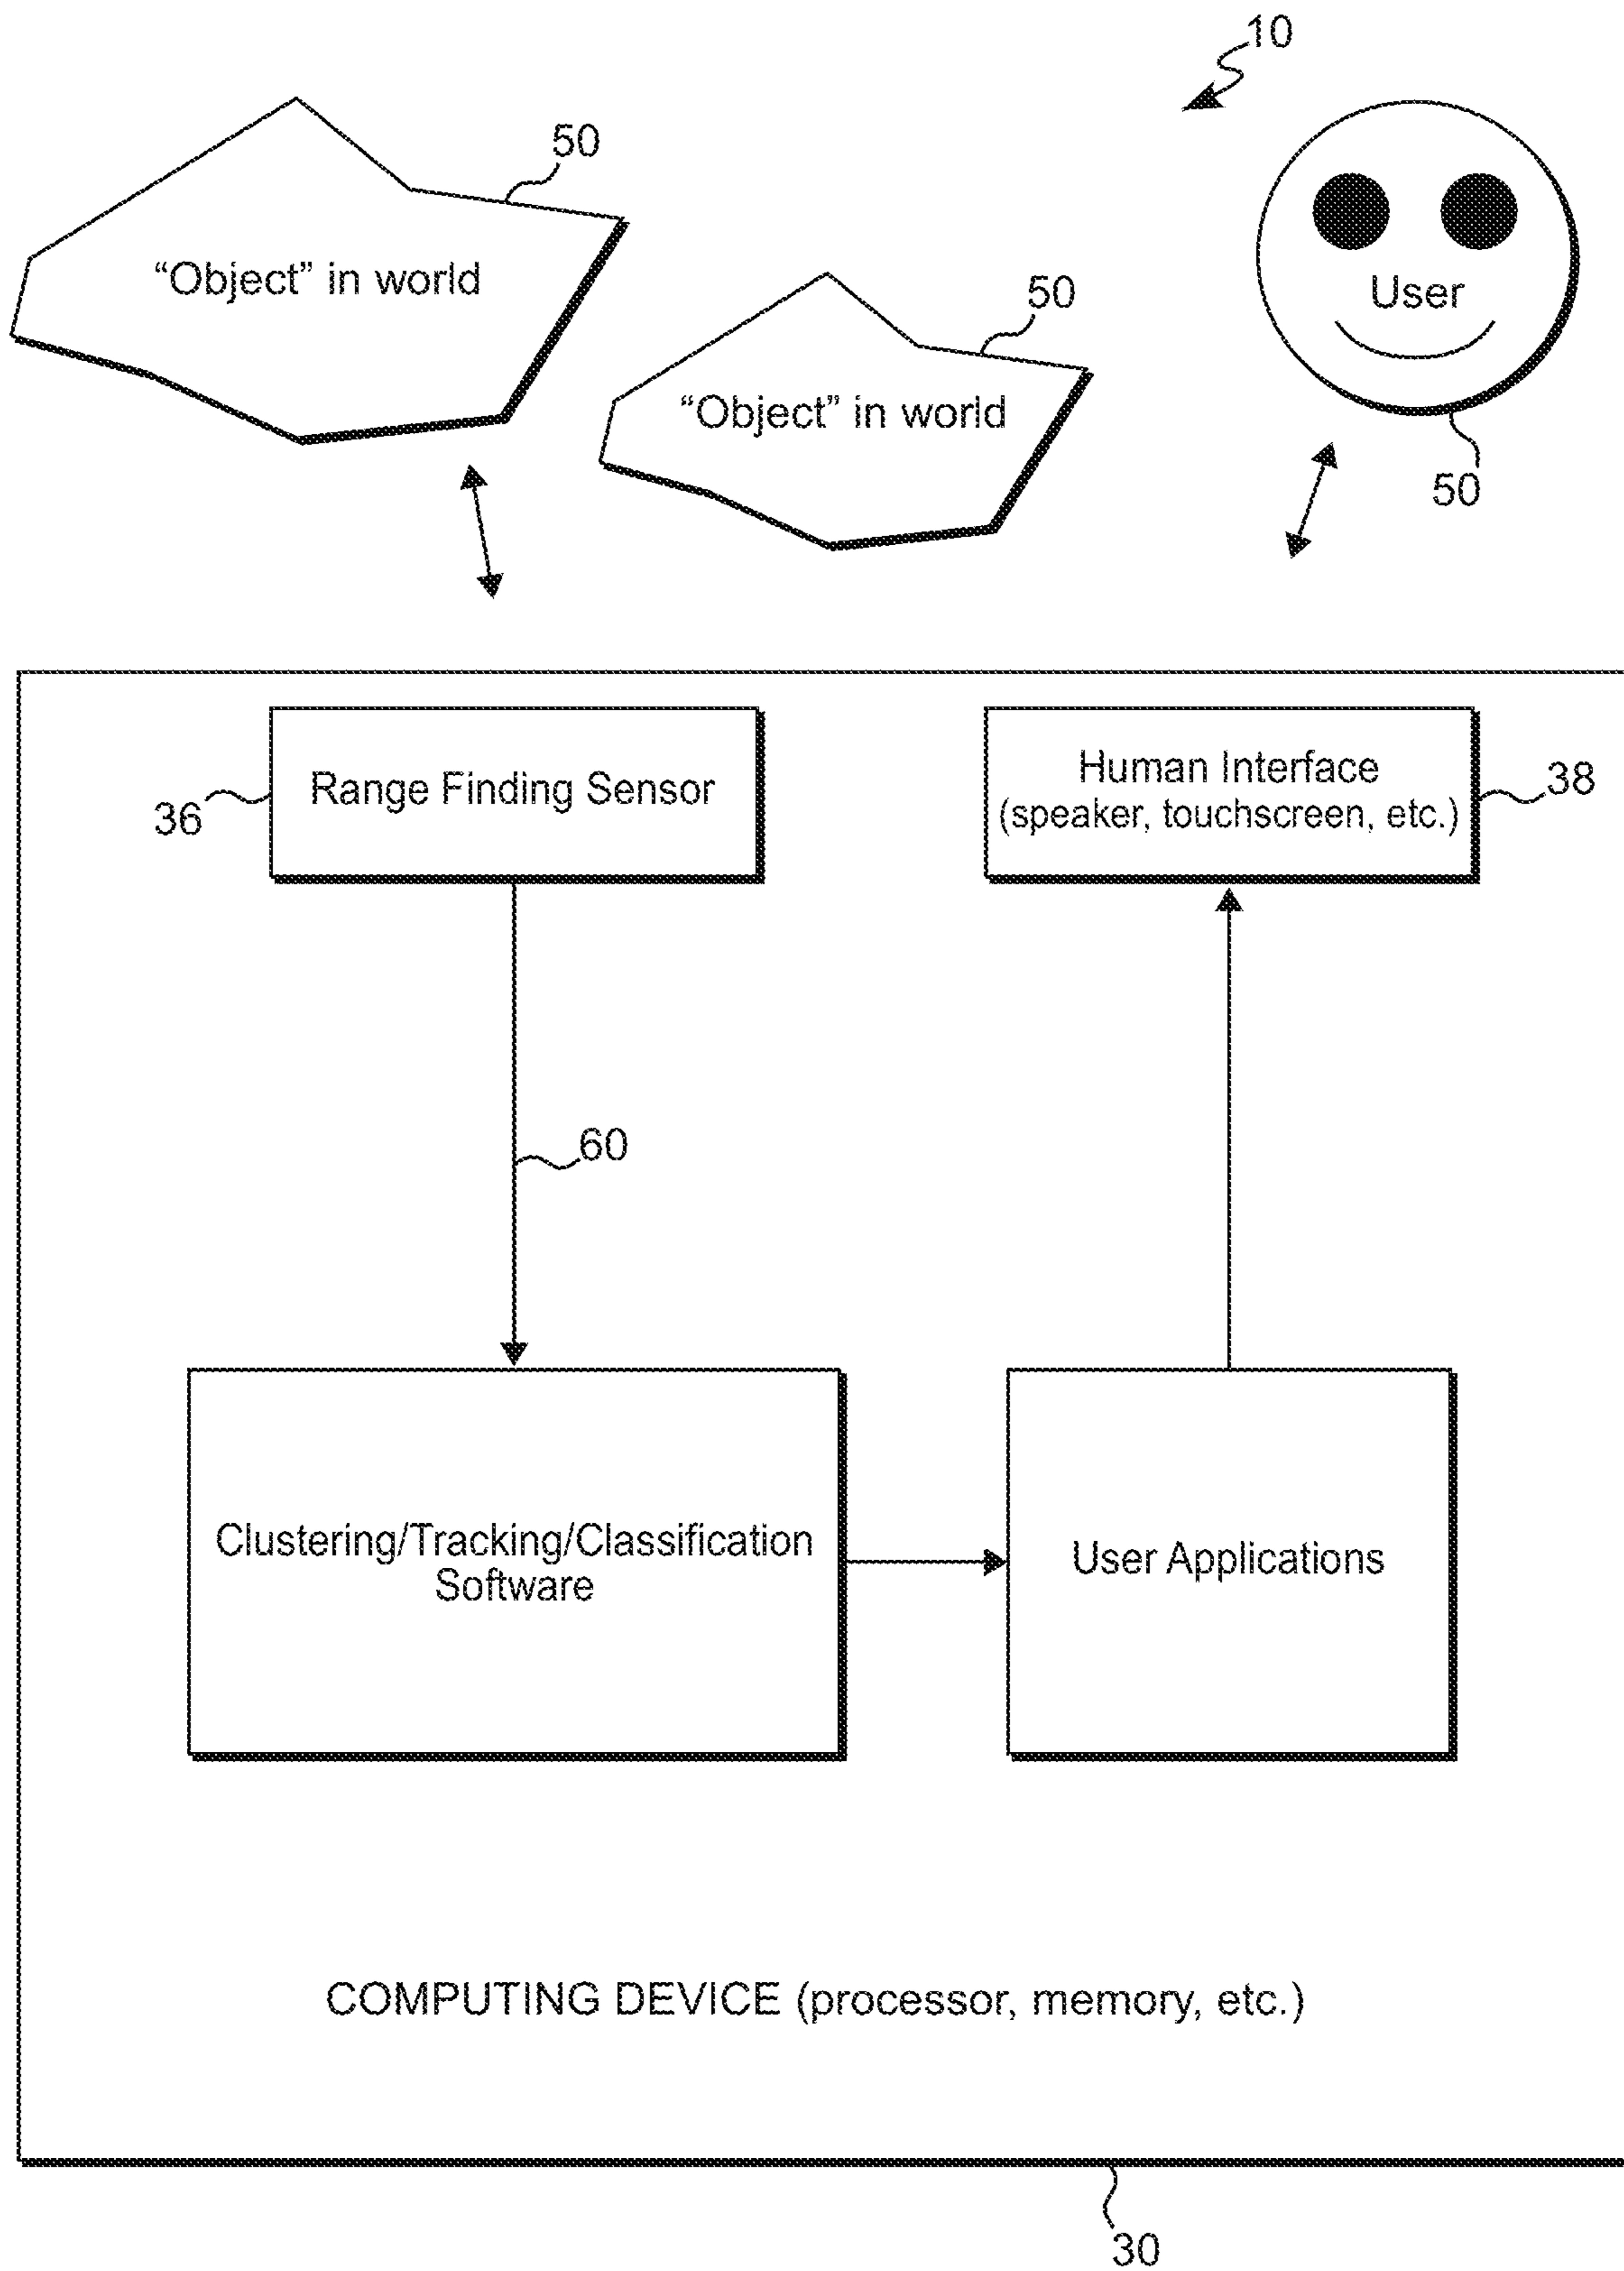 10
50
“Object” in world
50
“Object” in world
User
50
Range Finding Sensor
36
Human Interface
(speaker, touchscreen, etc.)
38
60
Clustering/Tracking/Classification
Software
User Applications
COMPUTING DEVICE (processor, memory, etc.)
30